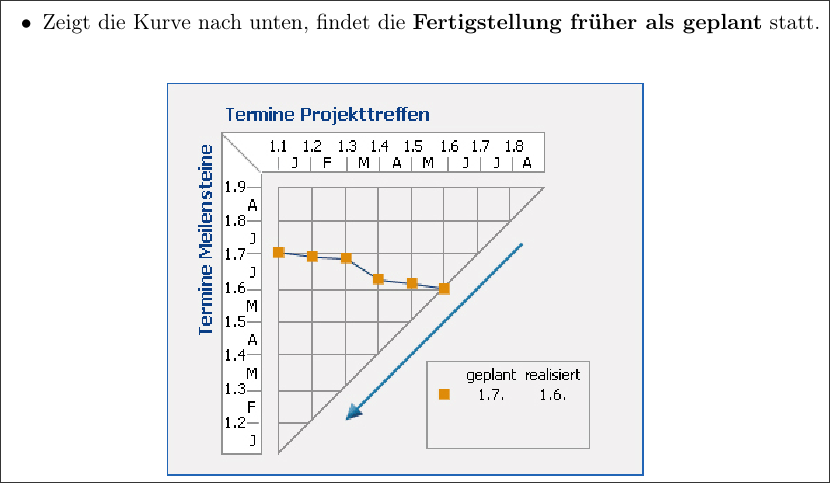 • Zeigt die Kurve nach unten, findet die Fertigstellung früher als geplant statt.
Termine Projekttreffen
1.1 1.2 1.3 1.4 1.5 1.6 1.7 1.8
J F M A M J J A
Termine Meilensteine
1.9
A
1.8
J
1.7
J
1.6
M
1.5
A
1.4
M
1.3
F
1.2
J
geplant realisiert
1.7. 1.6.